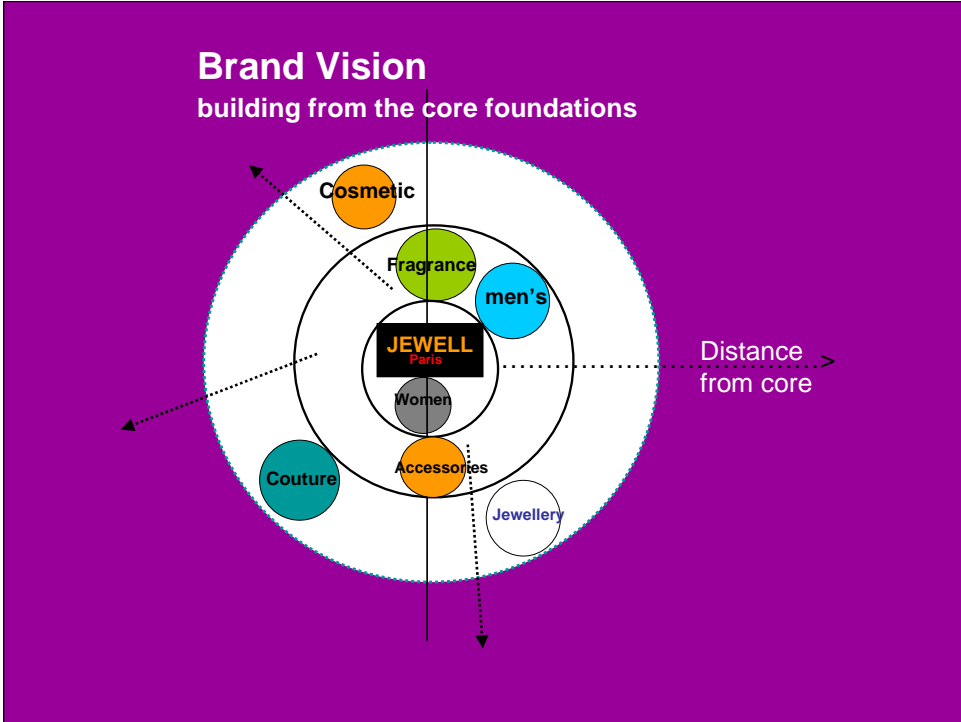 Brand Vision
building from the core foundations
Cosmetic
Fragrance
men's
JEWELL
Paris
Distance
from core
Women
Accessories
Couture
Jewellery